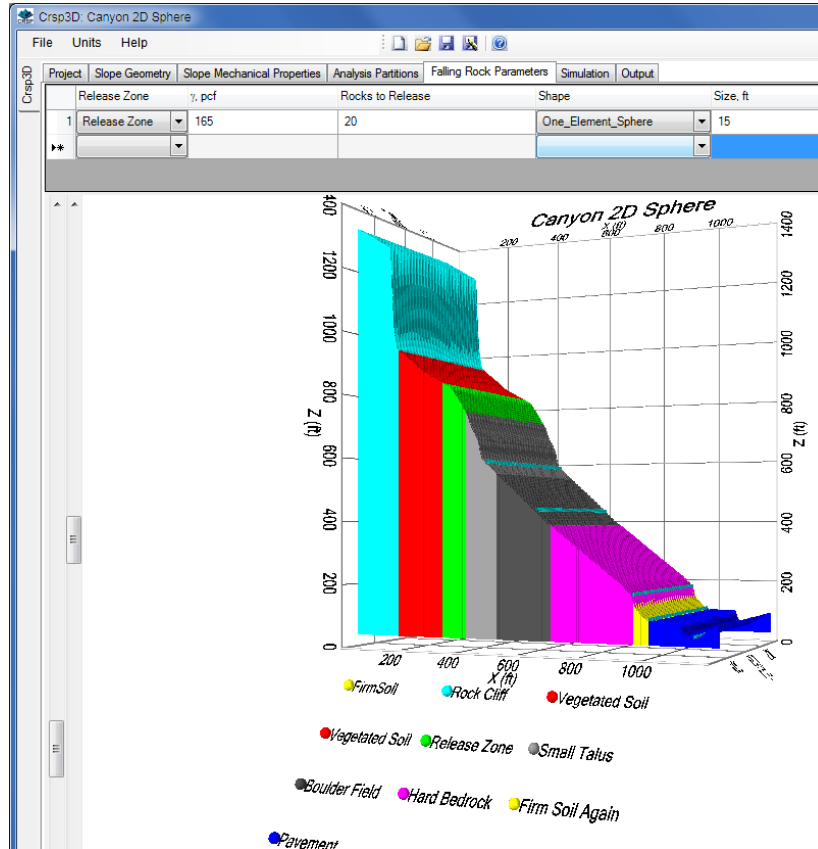 Crsp3D: Canyon 2D Sphere
File Units Help
Crsp3D
Project Slope Geometry Slope Mechanical Properties Analysis Partitions Falling Rock Parameters Simulation Output
Release Zone γ, pcf Rocks to Release Shape Size, ft
1 Release Zone 165 20 One_Element_Sphere 15
Canyon 2D Sphere
X (ft)
200 400 600 800 1000
400
1200
1000
800
600
400
200
0
Z (ft)
1400
1200
1000
800
600
400
200
0
Z (ft)
200 400 600 800 1000
X (ft)
FirmSoil Rock Cliff Vegetated Soil
Vegetated Soil Release Zone Small Talus
Boulder Field Hard Bedrock Firm Soil Again
Pavement